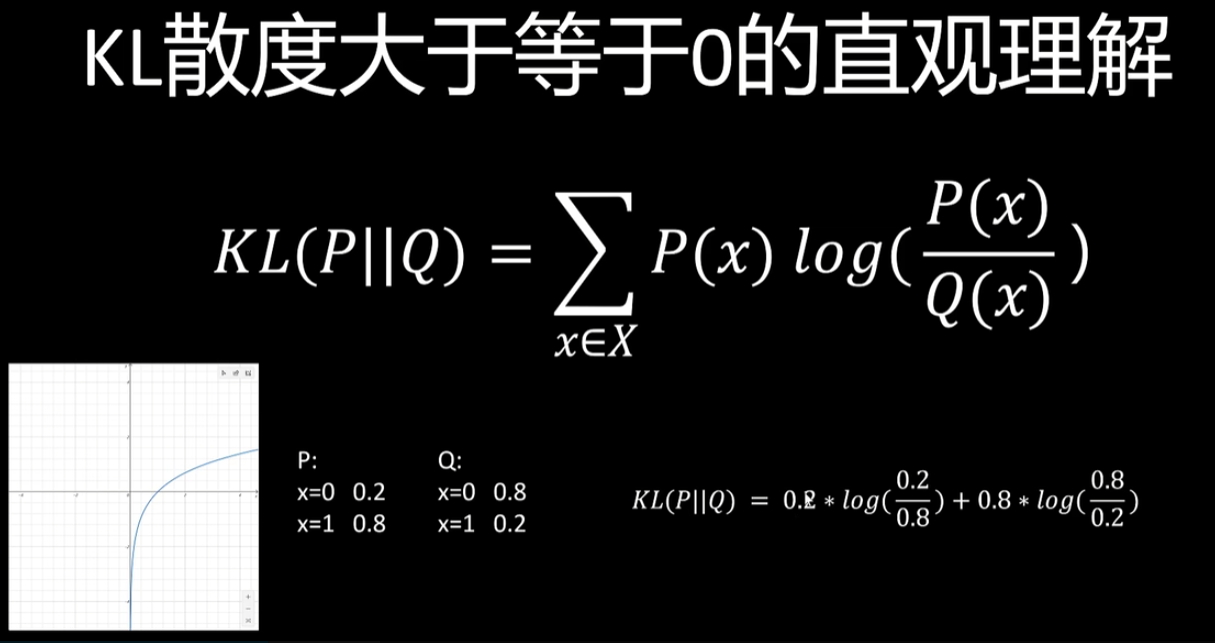 KL散度大于等于0的直观理解
KL(P||Q) = ∑ x∈X P(x) log(P(x)/Q(x))
P:
x=0 0.2
x=1 0.8
Q:
x=0 0.8
x=1 0.2
KL(P||Q) = 0.2 * log(0.2/0.8) + 0.8 * log(0.8/0.2)